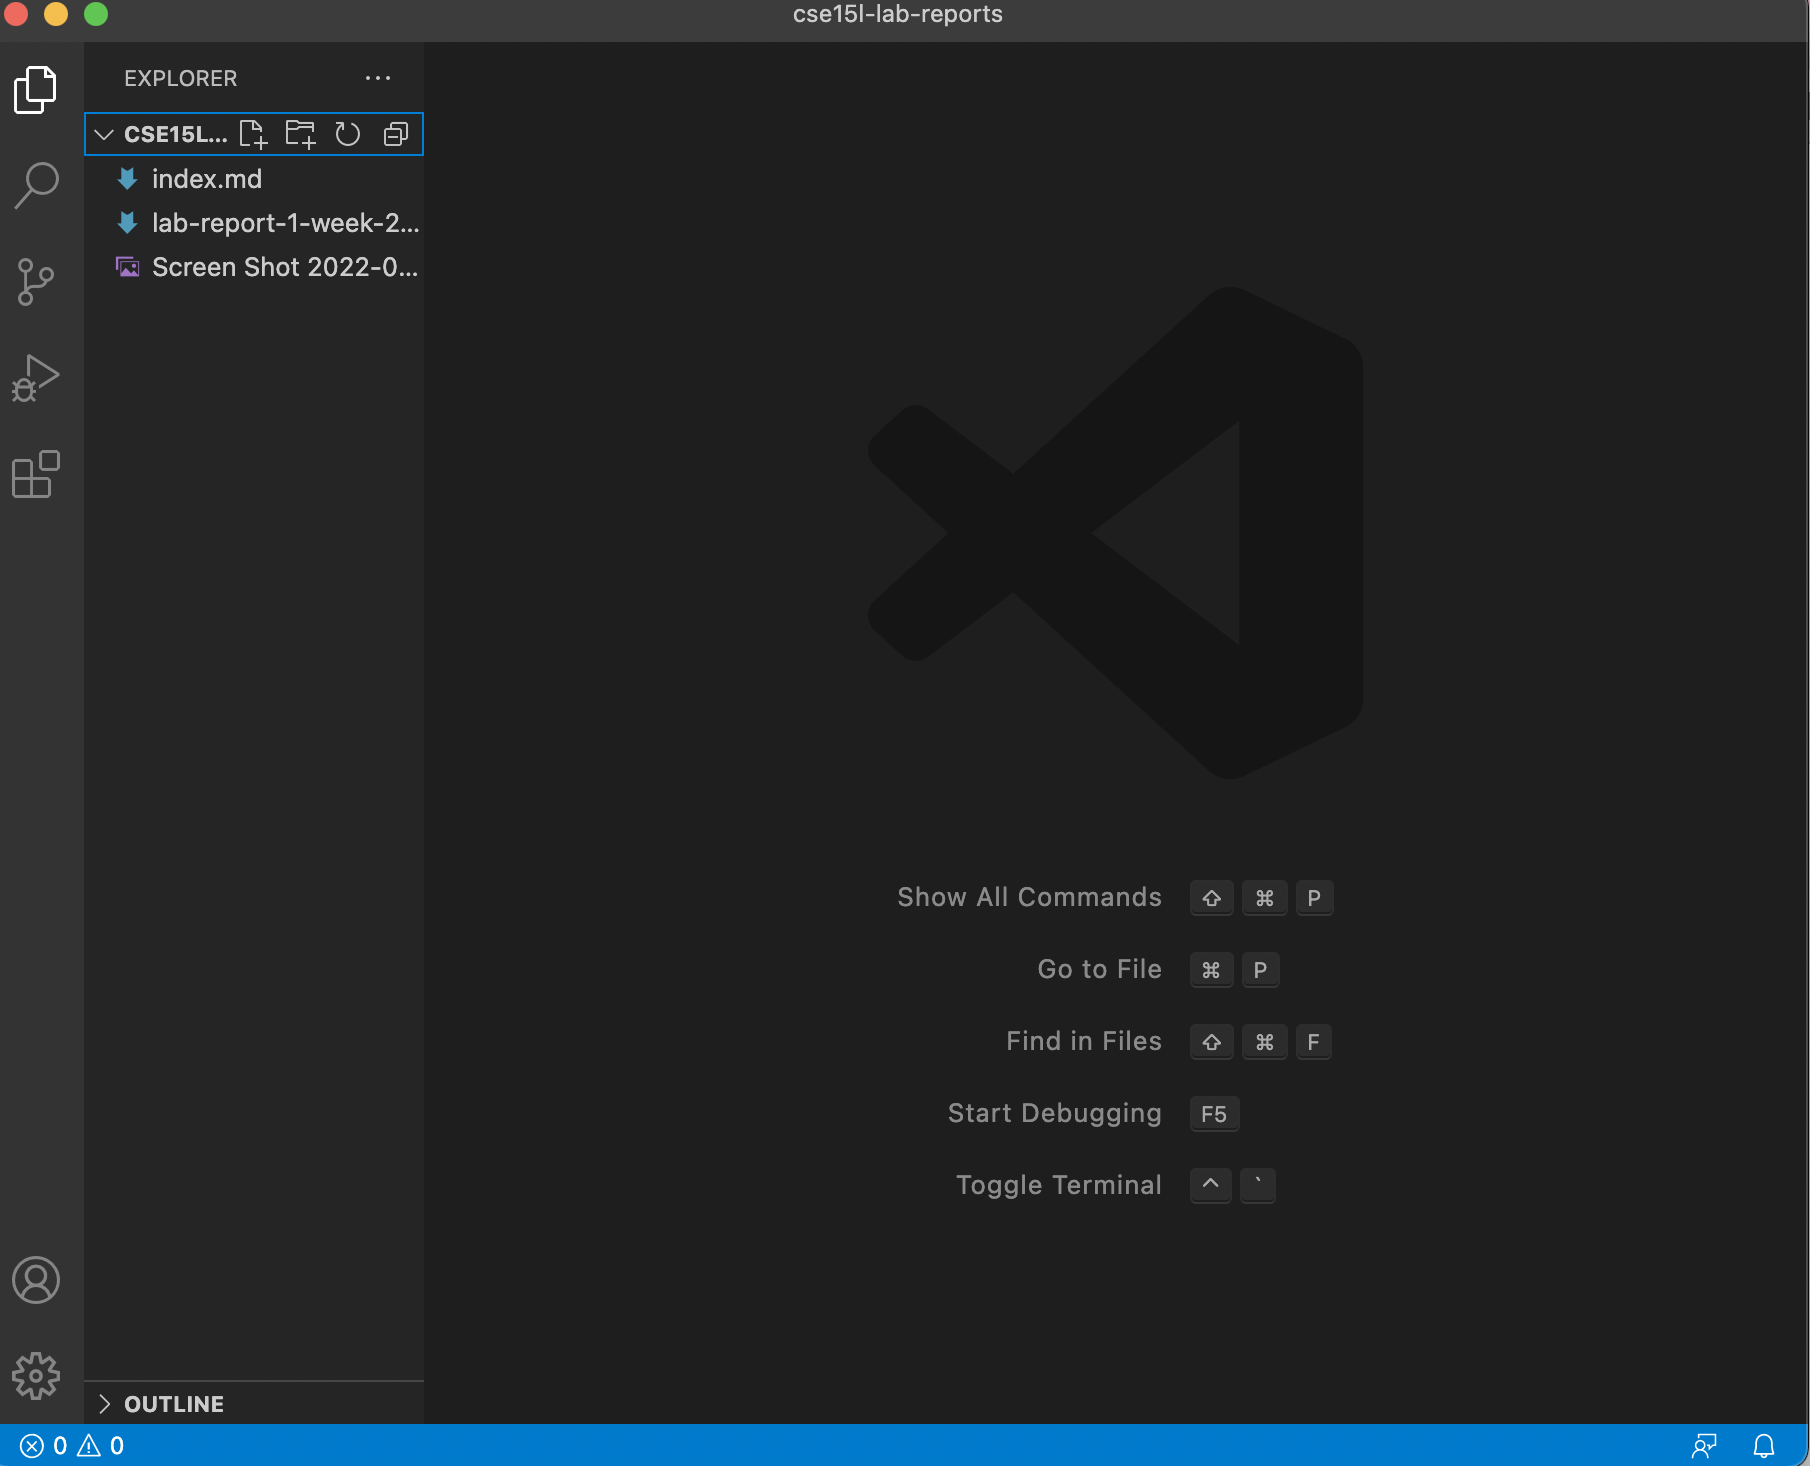 cse15l-lab-reports
EXPLORER
CSE15L...
index.md
lab-report-1-week-2...
Screen Shot 2022-0...
Show All Commands ⇧ ⌘ P
Go to File ⌘ P
Find in Files ⇧ ⌘ F
Start Debugging F5
Toggle Terminal ^ `
OUTLINE
0 0